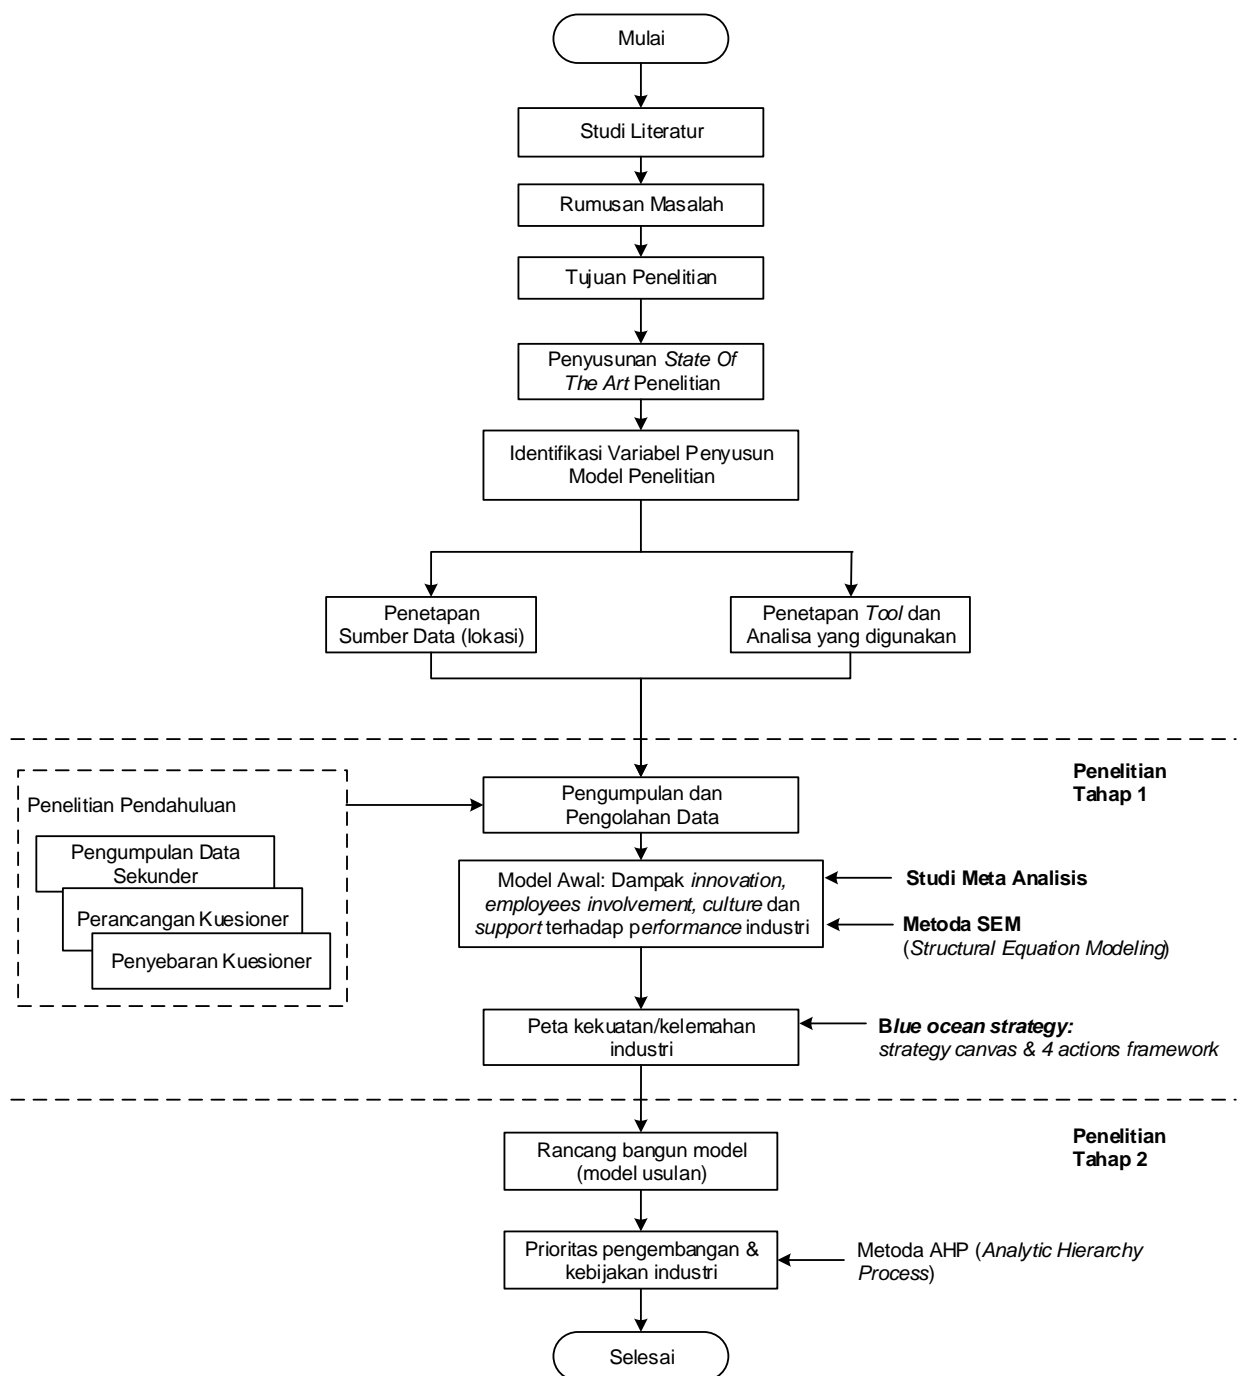 Mulai
Studi Literatur
Rumusan Masalah
Tujuan Penelitian
Penyusunan State Of
The Art Penelitian
Identifikasi Variabel Penyusun
Model Penelitian
Penetapan
Sumber Data (lokasi)
Penetapan Tool dan
Analisa yang digunakan
Penelitian
Tahap 1
Penelitian Pendahuluan
Pengumpulan Data
Sekunder
Perancangan Kuesioner
Penyebaran Kuesioner
Pengumpulan dan
Pengolahan Data
Model Awal: Dampak innovation,
employees involvement, culture dan
support terhadap performance industri
Studi Meta Analisis
Metoda SEM
(Structural Equation Modeling)
Peta kekuatan/kelemahan
industri
Blue ocean strategy:
strategy canvas & 4 actions framework
Penelitian
Tahap 2
Rancang bangun model
(model usulan)
Prioritas pengembangan &
kebijakan industri
Metoda AHP (Analytic Hierarchy
Process)
Selesai